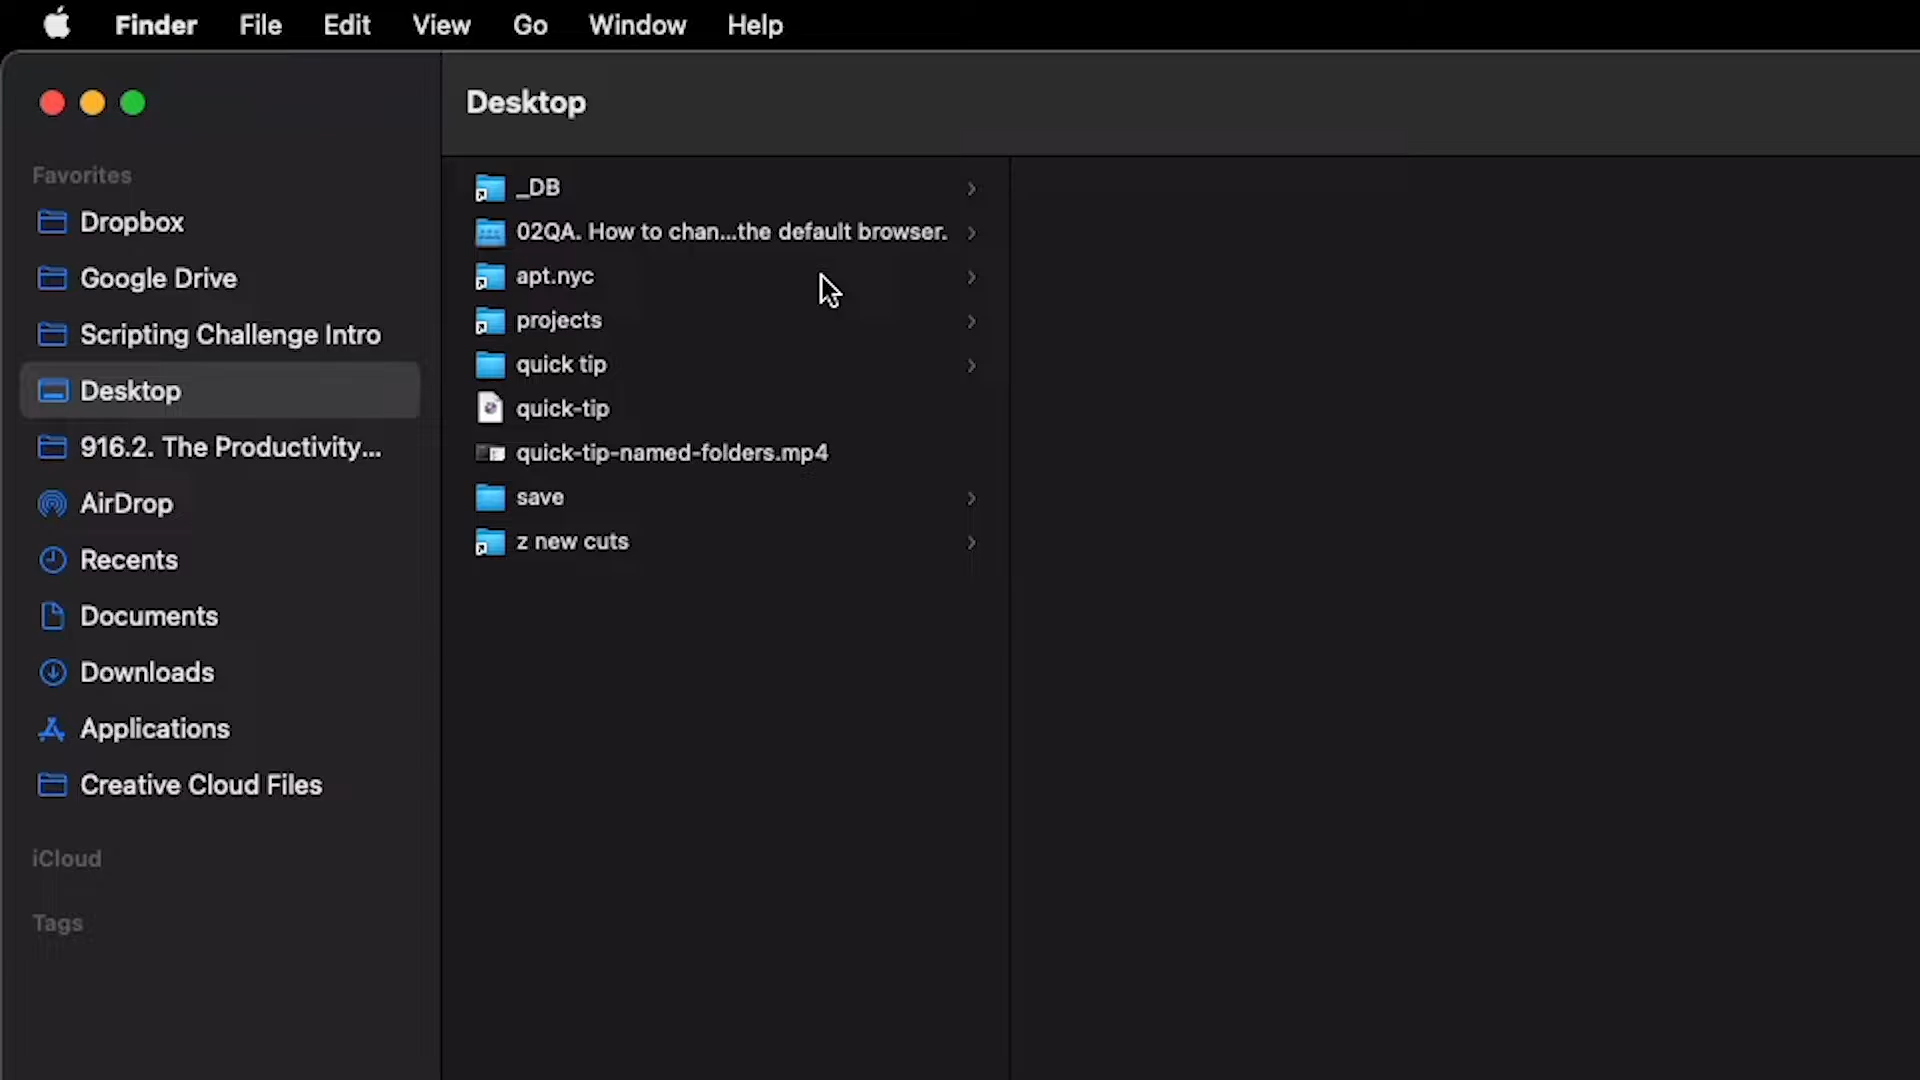 Finder File Edit View Go Window Help
Desktop
Favorites
Dropbox
Google Drive
Scripting Challenge Intro
Desktop
916.2. The Productivity...
AirDrop
Recents
Documents
Downloads
Applications
Creative Cloud Files
iCloud
Tags
_DB
02QA. How to chan...the default browser.
apt.nyc
projects
quick tip
quick-tip
quick-tip-named-folders.mp4
save
z new cuts